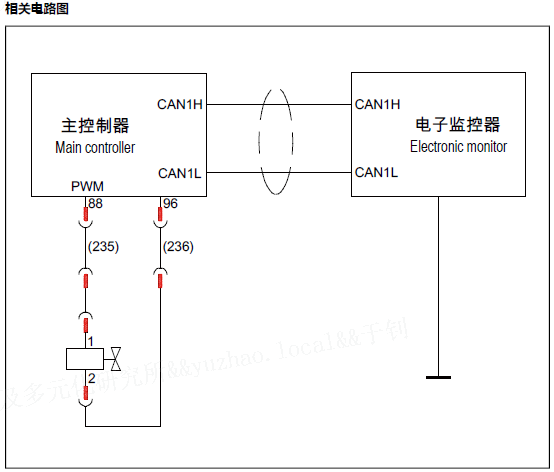 相关电路图
CAN1H
CAN1H
主控制器
电子监控器
Main controller
Electronic monitor
CAN1L
CAN1L
PWM
88
96
(235)
(236)
1
2